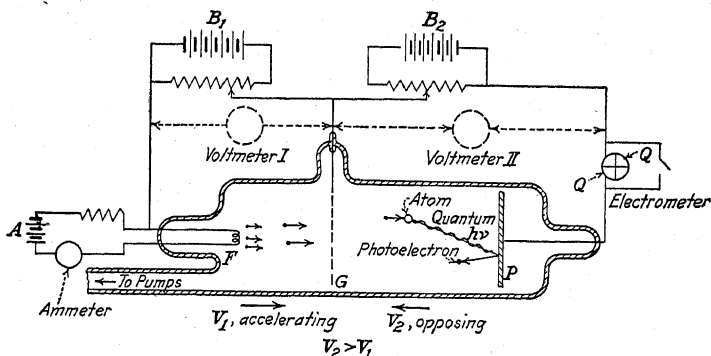 B₁
B₂
Voltmeter I
Voltmeter II
Q
Q
Electrometer
A
Atom
Quantum
hν
Photoelectron
F
G
P
To Pumps
Ammeter
V₁, accelerating
V₂, opposing
V₂ > V₁